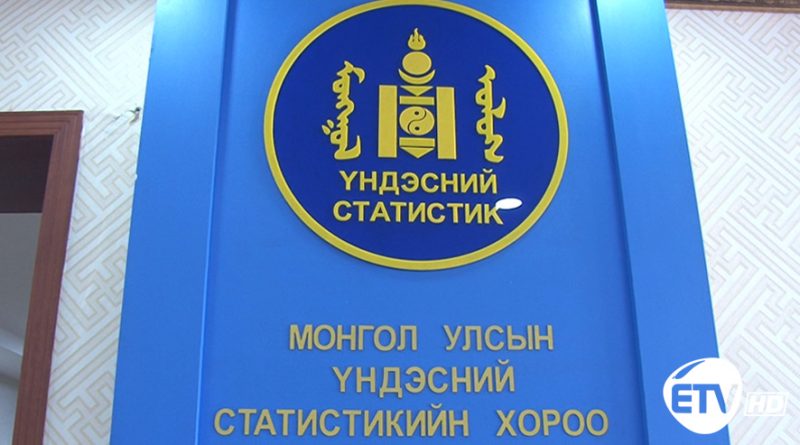 ҮНДЭСНИЙ
СТАТИСТИК
МОНГОЛ УЛСЫН
ҮНДЭСНИЙ
СТАТИСТИКИЙН ХОРОО
ETV HD